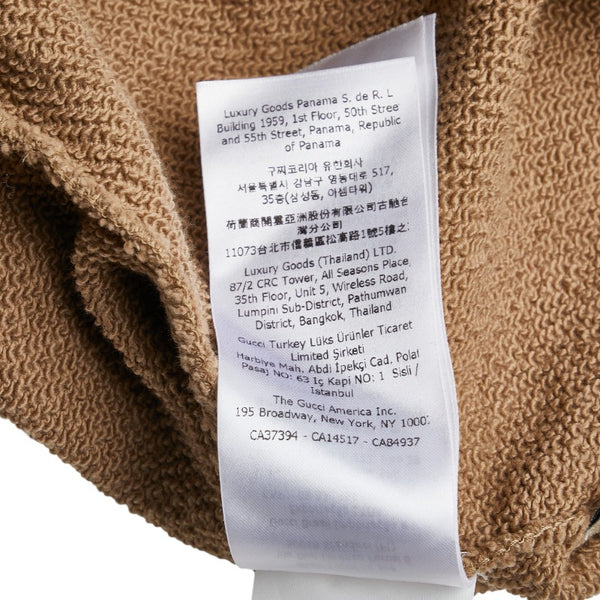 Luxury Goods Panama S. de R. L
Building 1959, 1st Floor, 50th Street
and 55th Street, Panama, Republic
of Panama
구찌코리아 유한회사
서울특별시 강남구 영동대로 517,
35층(삼성동, 아셈타워)
荷蘭商開雲亞洲股份有限公司古馳台
灣分公司
11073台北市信義區松高路1號5樓之
Luxury Goods (Thailand) LTD.
87/2 CRC Tower, All Seasons Place,
35th Floor, Unit 5, Wireless Road,
Lumpini Sub-District, Pathumwan
District, Bangkok, Thailand
Gucci Turkey Lüks Ürünler Ticaret
Limited Şirketi
Harbiye Mah. Abdi İpekçi Cad. Polat
Pasaj NO: 63 İç Kapi NO: 1 Sisli /
Istanbul
The Gucci America Inc.
195 Broadway, New York, NY 10007
CA37394 - CA14517 - CA84937